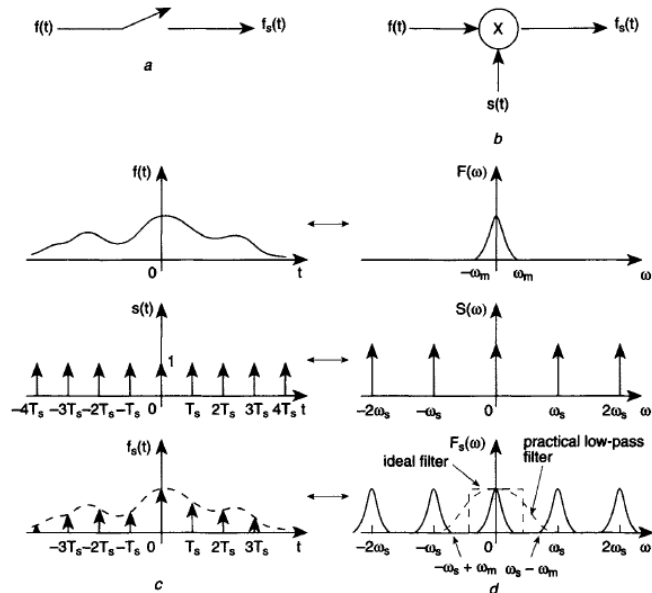 f(t) fₛ(t)
a
f(t) X fₛ(t)
s(t)
b
f(t)
0 t
F(ω)
−ωₘ ωₘ ω
s(t)
1
−4Tₛ −3Tₛ −2Tₛ −Tₛ 0 Tₛ 2Tₛ 3Tₛ 4Tₛ t
S(ω)
−2ωₛ −ωₛ 0 ωₛ 2ωₛ ω
fₛ(t)
−3Tₛ −2Tₛ −Tₛ 0 Tₛ 2Tₛ 3Tₛ t
c
Fₛ(ω)
ideal filter
practical low-pass
filter
−2ωₛ −ωₛ 0 ωₛ 2ωₛ ω
−ωₛ + ωₘ ωₛ − ωₘ
d